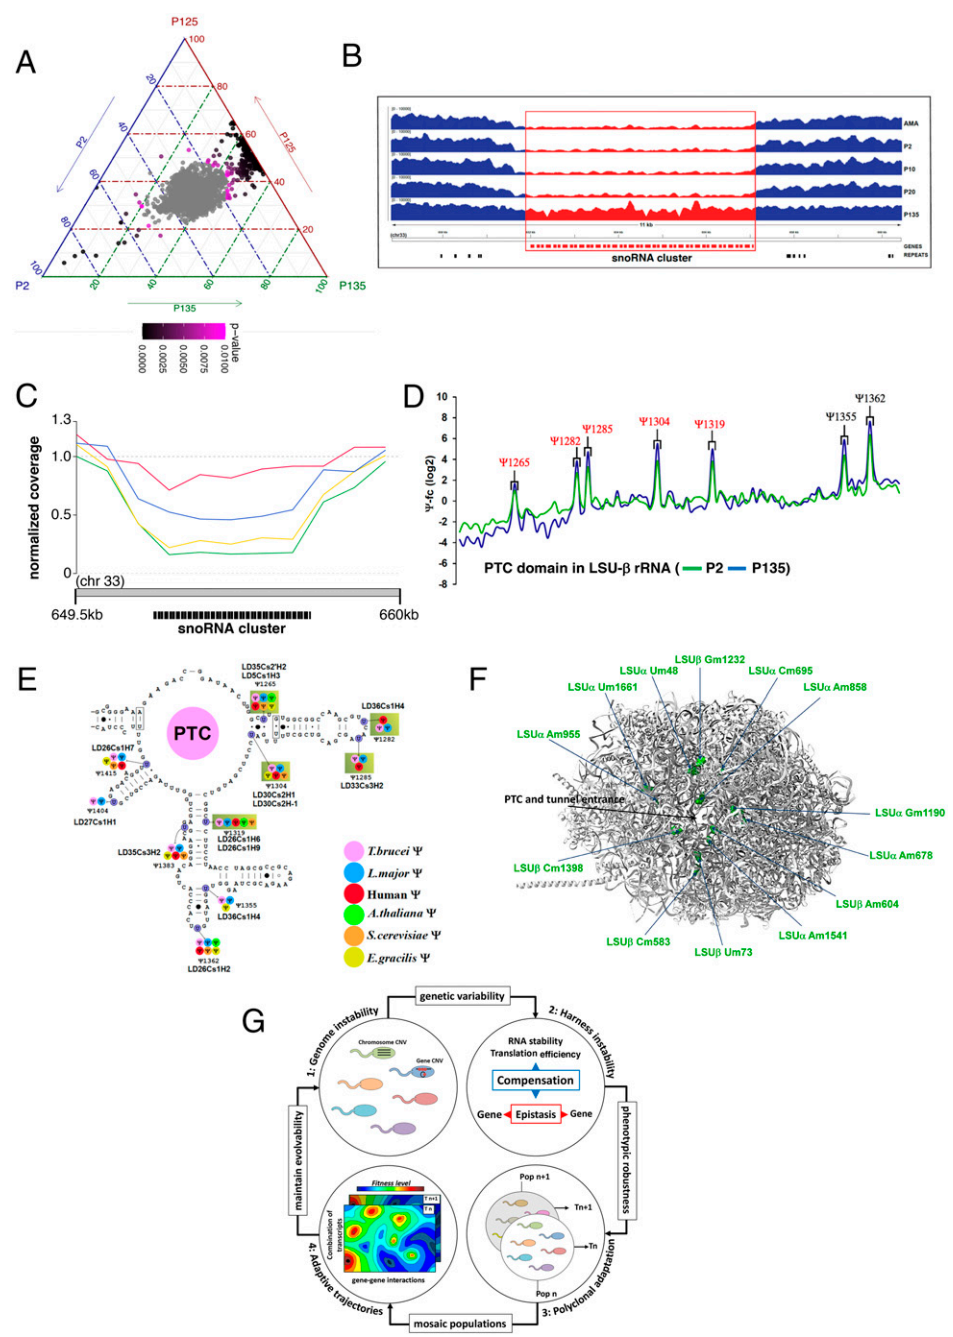 A
P125
100
80
60
40
20
20
40
60
80
100
P2
P125
P2
20
40
60
80
100
P135
P135
p-value
0.0000
0.0025
0.0050
0.0075
0.0100
B
AMA
P2
P10
P20
P135
11 kb
(chr33)
GENES
snoRNA cluster
REPEATS
C
normalized coverage
1.3
1.0
0.5
0
(chr 33)
649.5kb
660kb
snoRNA cluster
D
Ψ-fc (log2)
10
8
6
4
2
0
-2
-4
-6
-8
Ψ1265
Ψ1282
Ψ1285
Ψ1304
Ψ1319
Ψ1355
Ψ1362
PTC domain in LSU-β rRNA ( P2 P135)
E
PTC
LD35Cs2'H2
LD5Cs1H3
Ψ1265
LD36Cs1H4
Ψ1282
Ψ1285
LD33Cs3H2
Ψ1304
LD30Cs2H1
LD30Cs2H-1
LD26Cs1H7
Ψ1415
Ψ1404
LD27Cs1H1
Ψ1319
LD26Cs1H6
LD26Cs1H9
LD35Cs3H2
Ψ1383
Ψ1355
LD36Cs1H4
Ψ1362
LD26Cs1H2
T.brucei Ψ
L.major Ψ
Human Ψ
A.thaliana Ψ
S.cerevisiae Ψ
E.gracilis Ψ
F
LSUβ Gm1232
LSUα Um48
LSUα Cm695
LSUα Um1661
LSUα Am858
LSUα Am955
PTC and tunnel entrance
LSUα Gm1190
LSUα Am678
LSUβ Cm1398
LSUβ Am604
LSUβ Cm583
LSUα Am1541
LSUβ Um73
G
genetic variability
1: Genome instability
Chromosome CNV
Gene CNV
2: Harness instability
RNA stability
Translation efficiency
Compensation
Gene
Epistasis
Gene
phenotypic robustness
3: Polyclonal adaptation
Pop n+1
Tn+1
Tn
Pop n
mosaic populations
4: Adaptive trajectories
Fitness level
T n+1
T n
Combination of
transcripts
gene-gene interactions
maintain evolvability